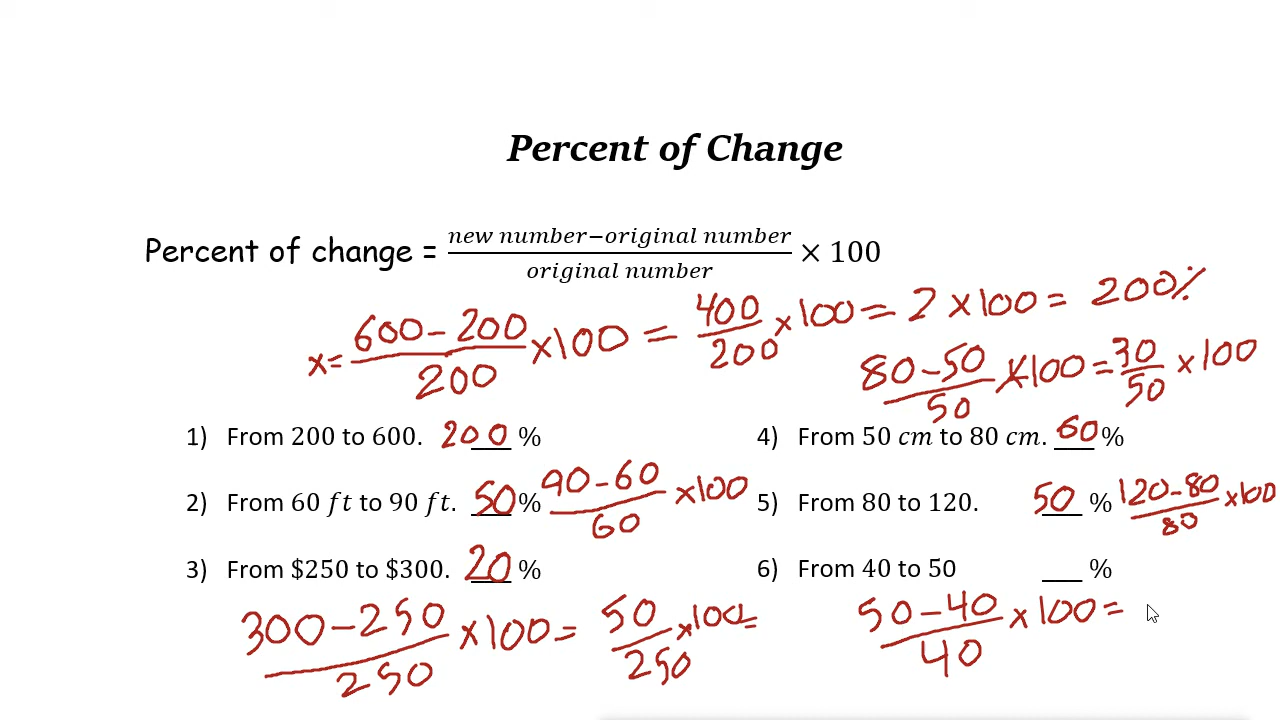 Percent of Change
Percent of change = new number−original number / original number × 100
x= 600 − 200 / 200 ×100 = 400 / 200 ×100 = 2 ×100 = 200%
80 − 50 / 50 ×100 = 30 / 50 ×100
1) From 200 to 600. 200 %
4) From 50 cm to 80 cm. 60 %
2) From 60 ft to 90 ft. 50 % 90 − 60 / 60 ×100
5) From 80 to 120. 50 % 120 − 80 / 80 ×100
3) From $250 to $300. 20 %
6) From 40 to 50 ___ %
300 − 250 / 250 ×100 = 50 / 250 ×100=
50 − 40 / 40 ×100 =